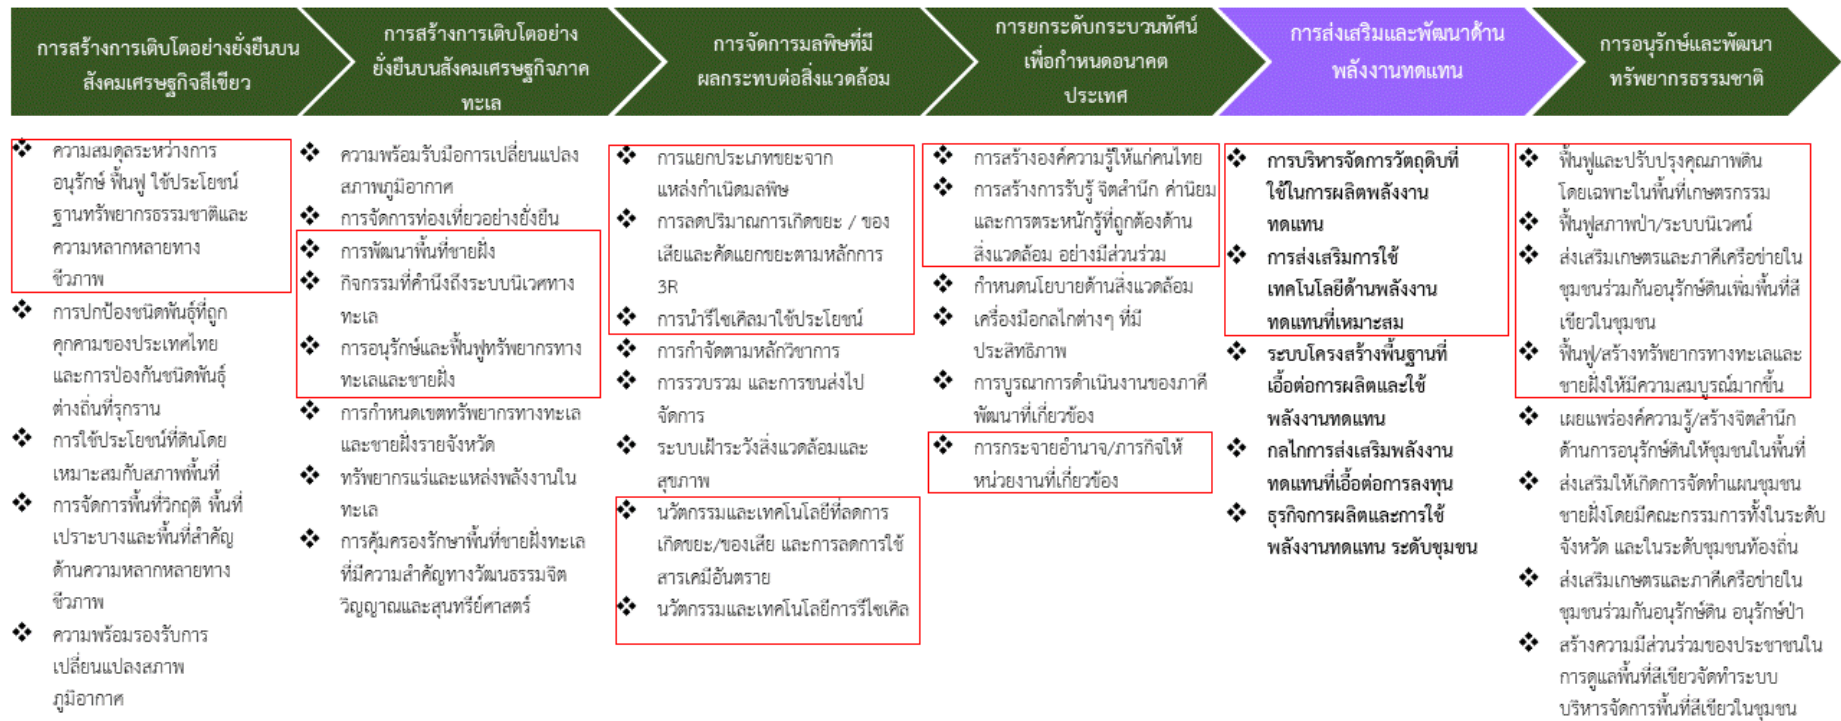 การสร้างการเติบโตอย่างยั่งยืนบน
สังคมเศรษฐกิจสีเขียว
การสร้างการเติบโตอย่าง
ยั่งยืนบนสังคมเศรษฐกิจภาค
ทะเล
การจัดการมลพิษที่มี
ผลกระทบต่อสิ่งแวดล้อม
การยกระดับกระบวนทัศน์
เพื่อกำหนดอนาคต
ประเทศ
การส่งเสริมและพัฒนาด้าน
พลังงานทดแทน
การอนุรักษ์และพัฒนา
ทรัพยากรธรรมชาติ
ความสมดุลระหว่างการ
อนุรักษ์ ฟื้นฟู ใช้ประโยชน์
ฐานทรัพยากรธรรมชาติและ
ความหลากหลายทาง
ชีวภาพ
การปกป้องชนิดพันธุ์ที่ถูก
คุกคามของประเทศไทย
และการป้องกันชนิดพันธุ์
ต่างถิ่นที่รุกราน
การใช้ประโยชน์ที่ดินโดย
เหมาะสมกับสภาพพื้นที่
การจัดการพื้นที่วิกฤติ พื้นที่
เปราะบางและพื้นที่สำคัญ
ด้านความหลากหลายทาง
ชีวภาพ
ความพร้อมรองรับการ
เปลี่ยนแปลงสภาพ
ภูมิอากาศ
ความพร้อมรับมือการเปลี่ยนแปลง
สภาพภูมิอากาศ
การจัดการท่องเที่ยวอย่างยั่งยืน
การพัฒนาพื้นที่ชายฝั่ง
กิจกรรมที่คำนึงถึงระบบนิเวศทาง
ทะเล
การอนุรักษ์และฟื้นฟูทรัพยากรทาง
ทะเลและชายฝั่ง
การกำหนดเขตทรัพยากรทางทะเล
และชายฝั่งรายจังหวัด
ทรัพยากรแร่และแหล่งพลังงานใน
ทะเล
การคุ้มครองรักษาพื้นที่ชายฝั่งทะเล
ที่มีความสำคัญทางวัฒนธรรมจิต
วิญญาณและสุนทรีย์ศาสตร์
การแยกประเภทขยะจาก
แหล่งกำเนิดมลพิษ
การลดปริมาณการเกิดขยะ / ของ
เสียและคัดแยกขยะตามหลักการ
3R
การนำรีไซเคิลมาใช้ประโยชน์
การกำจัดตามหลักวิชาการ
การรวบรวม และการขนส่งไป
จัดการ
ระบบเฝ้าระวังสิ่งแวดล้อมและ
สุขภาพ
นวัตกรรมและเทคโนโลยีที่ลดการ
เกิดขยะ/ของเสีย และการลดการใช้
สารเคมีอันตราย
นวัตกรรมและเทคโนโลยีการรีไซเคิล
การสร้างองค์ความรู้ให้แก่คนไทย
การสร้างการรับรู้ จิตสำนึก ค่านิยม
และการตระหนักรู้ที่ถูกต้องด้าน
สิ่งแวดล้อม อย่างมีส่วนร่วม
กำหนดนโยบายด้านสิ่งแวดล้อม
เครื่องมือกลไกต่างๆ ที่มี
ประสิทธิภาพ
การบูรณาการดำเนินงานของภาคี
พัฒนาที่เกี่ยวข้อง
การกระจายอำนาจ/ภารกิจให้
หน่วยงานที่เกี่ยวข้อง
การบริหารจัดการวัตถุดิบที่
ใช้ในการผลิตพลังงาน
ทดแทน
การส่งเสริมการใช้
เทคโนโลยีด้านพลังงาน
ทดแทนที่เหมาะสม
ระบบโครงสร้างพื้นฐานที่
เอื้อต่อการผลิตและใช้
พลังงานทดแทน
กลไกการส่งเสริมพลังงาน
ทดแทนที่เอื้อต่อการลงทุน
ธุรกิจการผลิตและการใช้
พลังงานทดแทน ระดับชุมชน
ฟื้นฟูและปรับปรุงคุณภาพดิน
โดยเฉพาะในพื้นที่เกษตรกรรม
ฟื้นฟูสภาพป่า/ระบบนิเวศน์
ส่งเสริมเกษตรและภาคีเครือข่ายใน
ชุมชนร่วมกันอนุรักษ์ดินเพิ่มพื้นที่สี
เขียวในชุมชน
ฟื้นฟู/สร้างทรัพยากรทางทะเลและ
ชายฝั่งให้มีความสมบูรณ์มากขึ้น
เผยแพร่องค์ความรู้/สร้างจิตสำนึก
ด้านการอนุรักษ์ดินให้ชุมชนในพื้นที่
ส่งเสริมให้เกิดการจัดทำแผนชุมชน
ชายฝั่งโดยมีคณะกรรมการทั้งในระดับ
จังหวัด และในระดับชุมชนท้องถิ่น
ส่งเสริมเกษตรและภาคีเครือข่ายใน
ชุมชนร่วมกันอนุรักษ์ดิน อนุรักษ์ป่า
สร้างความมีส่วนร่วมของประชาชนใน
การดูแลพื้นที่สีเขียวจัดทำระบบ
บริหารจัดการพื้นที่สีเขียวในชุมชน